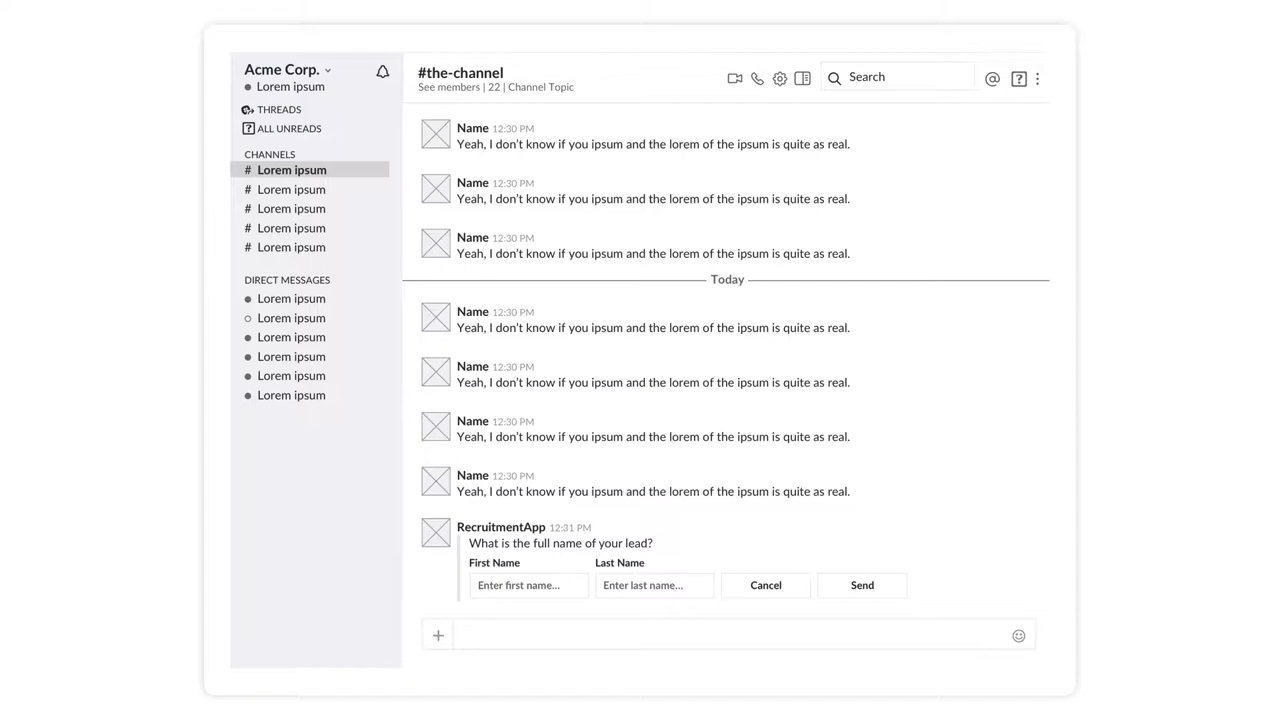 Acme Corp.
Lorem ipsum
THREADS
? ALL UNREADS
CHANNELS
# Lorem ipsum
# Lorem ipsum
# Lorem ipsum
# Lorem ipsum
# Lorem ipsum
DIRECT MESSAGES
Lorem ipsum
Lorem ipsum
Lorem ipsum
Lorem ipsum
Lorem ipsum
Lorem ipsum
#the-channel
See members | 22 | Channel Topic
Search
@ ?
Name 12:30 PM
Yeah, I don't know if you ipsum and the lorem of the ipsum is quite as real.
Name 12:30 PM
Yeah, I don't know if you ipsum and the lorem of the ipsum is quite as real.
Name 12:30 PM
Yeah, I don't know if you ipsum and the lorem of the ipsum is quite as real.
Today
Name 12:30 PM
Yeah, I don't know if you ipsum and the lorem of the ipsum is quite as real.
Name 12:30 PM
Yeah, I don't know if you ipsum and the lorem of the ipsum is quite as real.
Name 12:30 PM
Yeah, I don't know if you ipsum and the lorem of the ipsum is quite as real.
Name 12:30 PM
Yeah, I don't know if you ipsum and the lorem of the ipsum is quite as real.
RecruitmentApp 12:31 PM
What is the full name of your lead?
First Name Last Name
Enter first name... Enter last name... Cancel Send
+